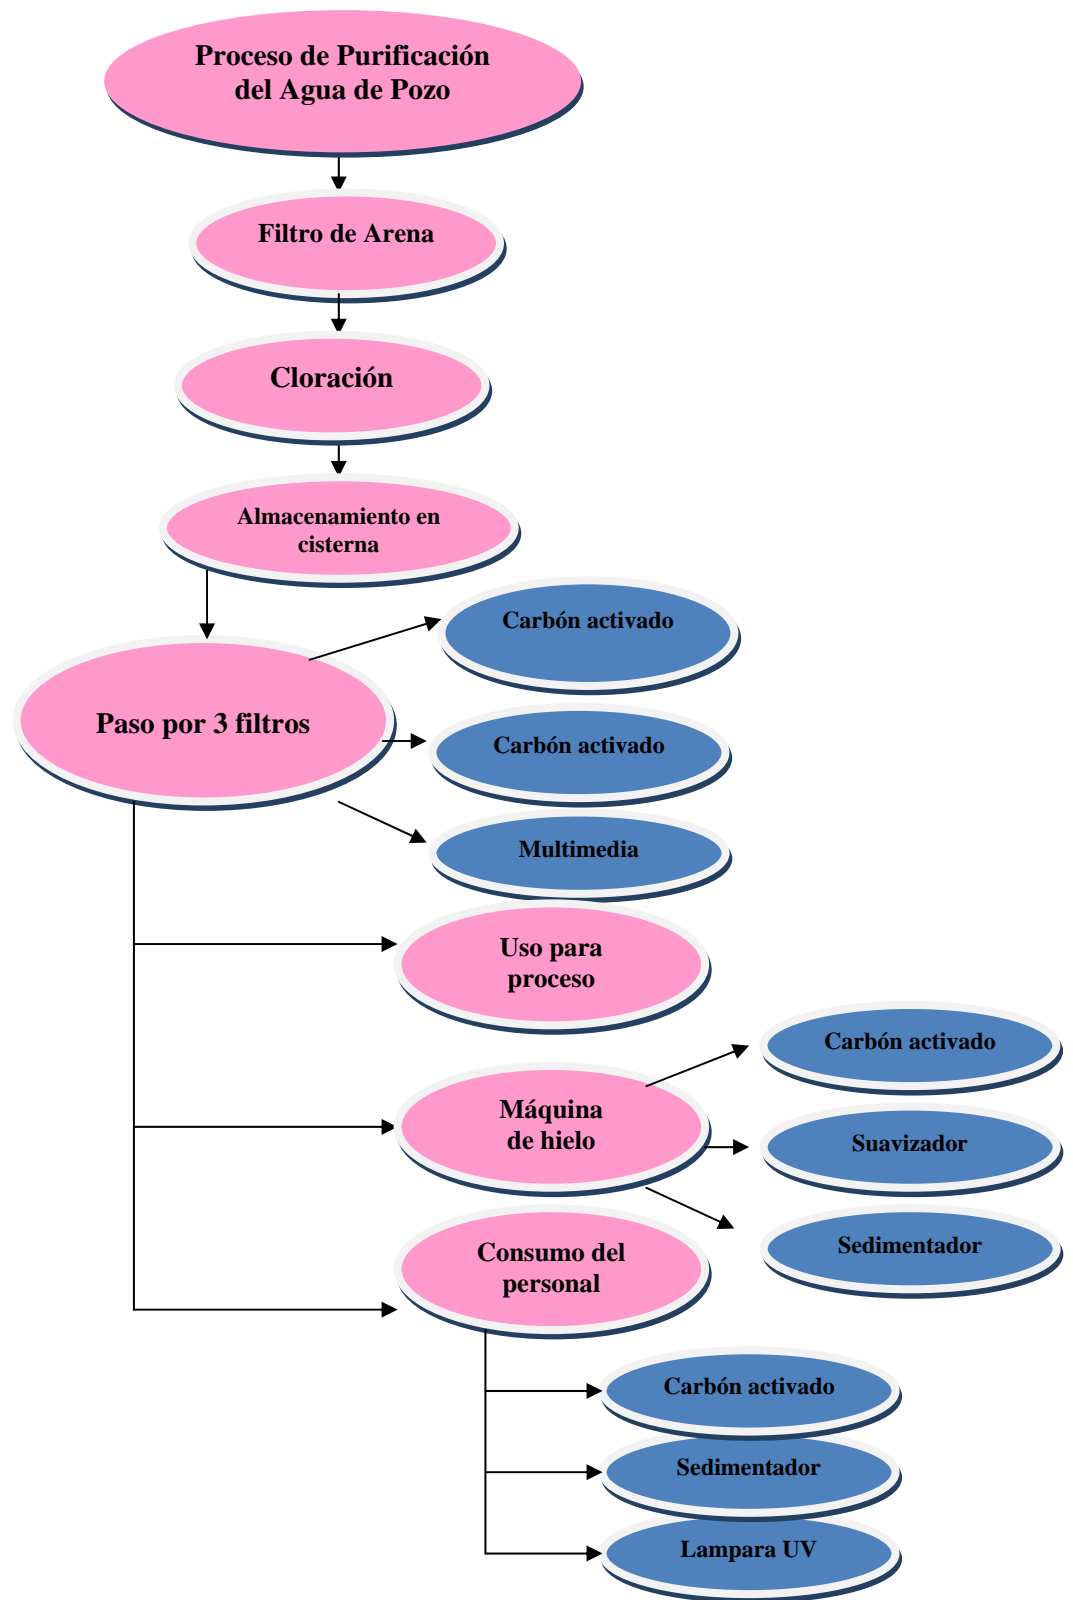 Proceso de Purificación
del Agua de Pozo
Filtro de Arena
Cloración
Almacenamiento en
cisterna
Carbón activado
Paso por 3 filtros
Carbón activado
Multimedia
Uso para
proceso
Carbón activado
Máquina
de hielo
Suavizador
Sedimentador
Consumo del
personal
Carbón activado
Sedimentador
Lampara UV